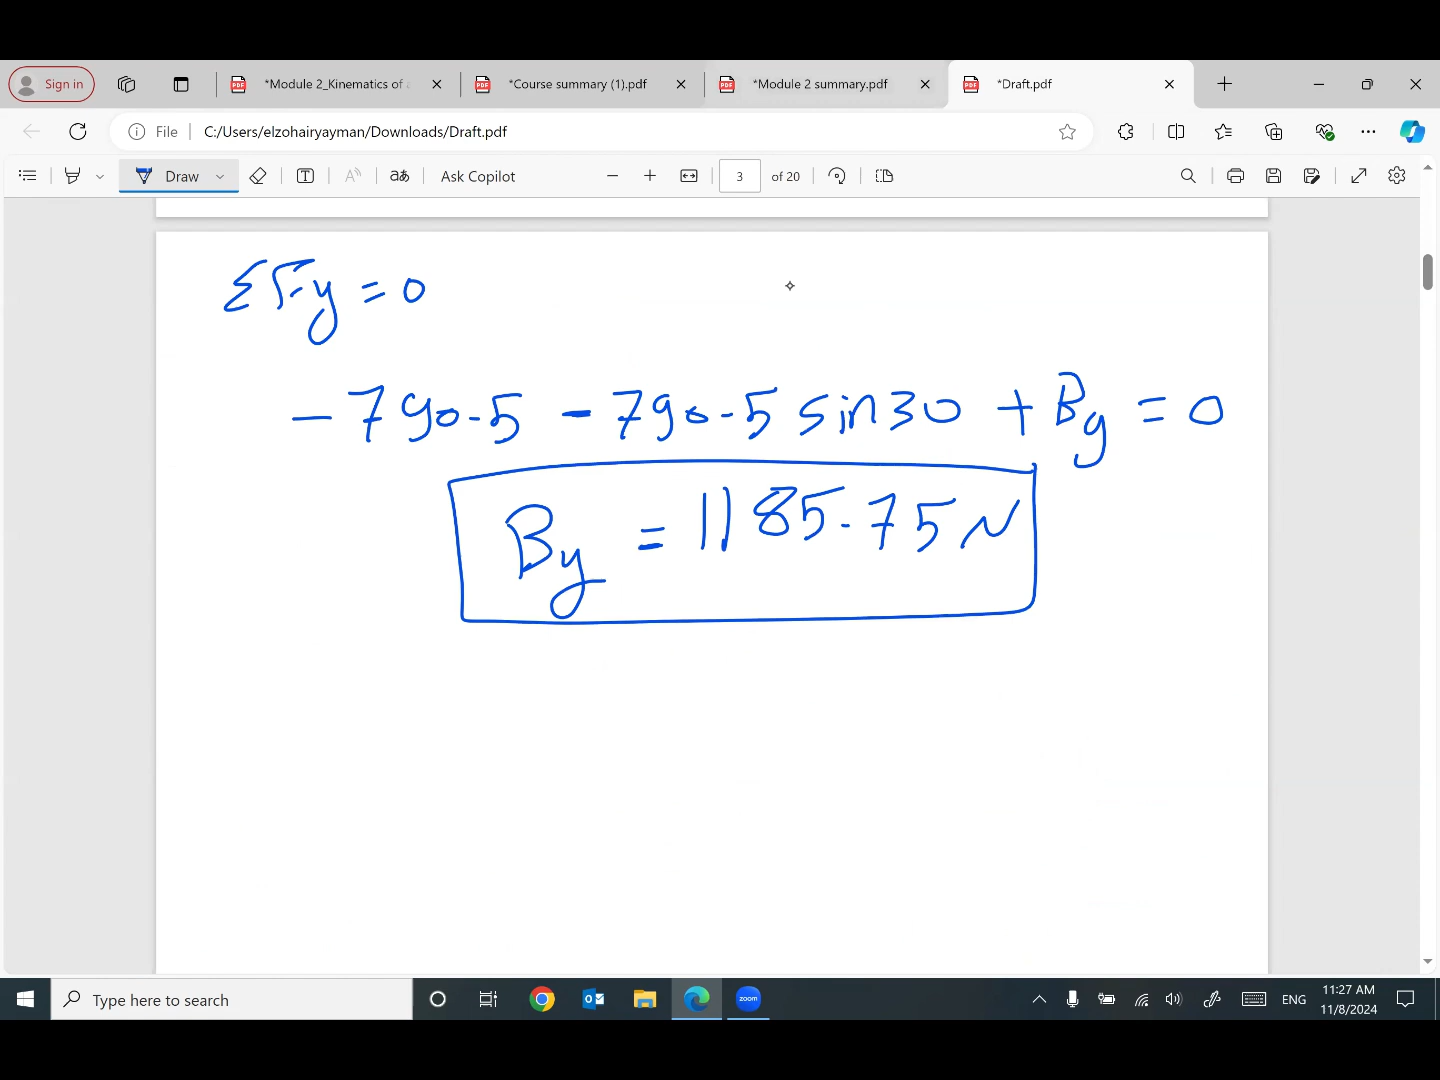 Sign in
*Module 2_Kinematics of
*Course summary (1).pdf
*Module 2 summary.pdf
*Draft.pdf
File
C:/Users/elzohairyayman/Downloads/Draft.pdf
Draw
Ask Copilot
3
of 20
ΣFy = 0
- 790.5 - 790.5 sin30 + By = 0
By = 1185.75 N
Type here to search
zoom
ENG
11:27 AM
11/8/2024